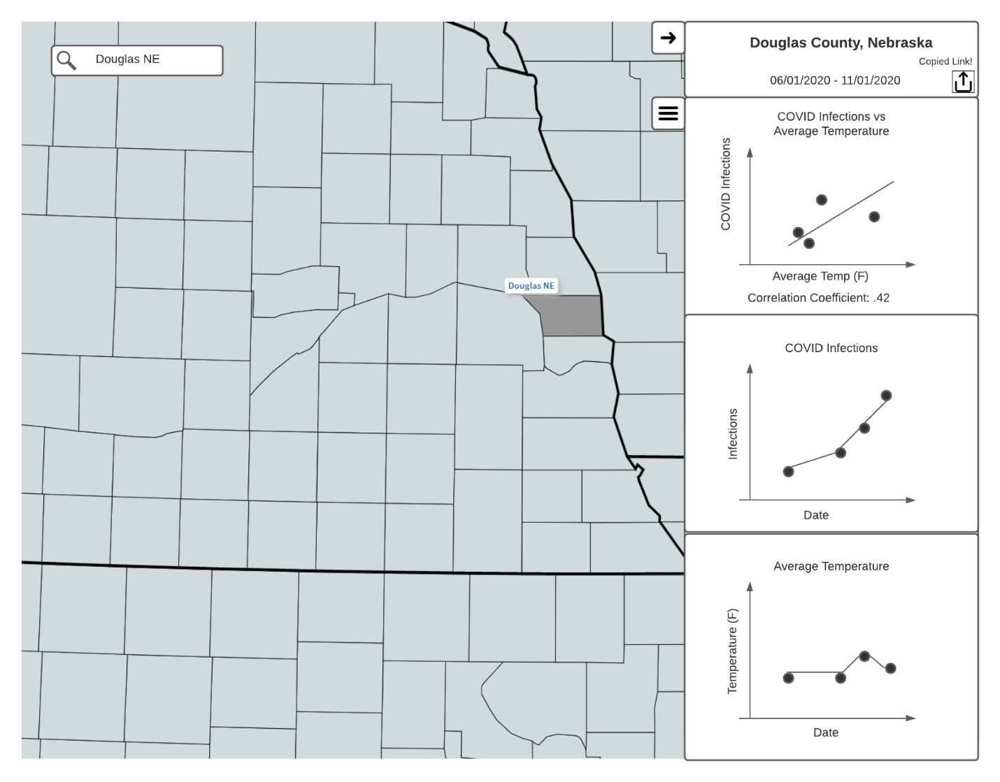 Douglas NE
Douglas NE
Douglas County, Nebraska
Copied Link!
06/01/2020 - 11/01/2020
COVID Infections vs
Average Temperature
COVID Infections
Average Temp (F)
Correlation Coefficient: .42
COVID Infections
Infections
Date
Average Temperature
Temperature (F)
Date